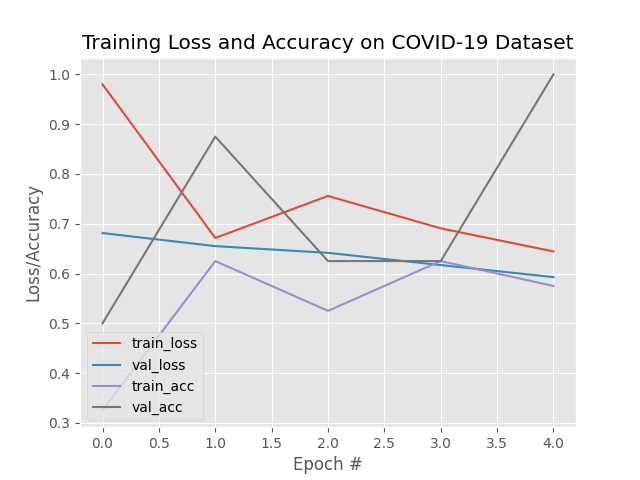 Training Loss and Accuracy on COVID-19 Dataset
1.0
0.9
0.8
0.7
0.6
0.5
0.4
0.3
Loss/Accuracy
train_loss
val_loss
train_acc
val_acc
0.0 0.5 1.0 1.5 2.0 2.5 3.0 3.5 4.0
Epoch #